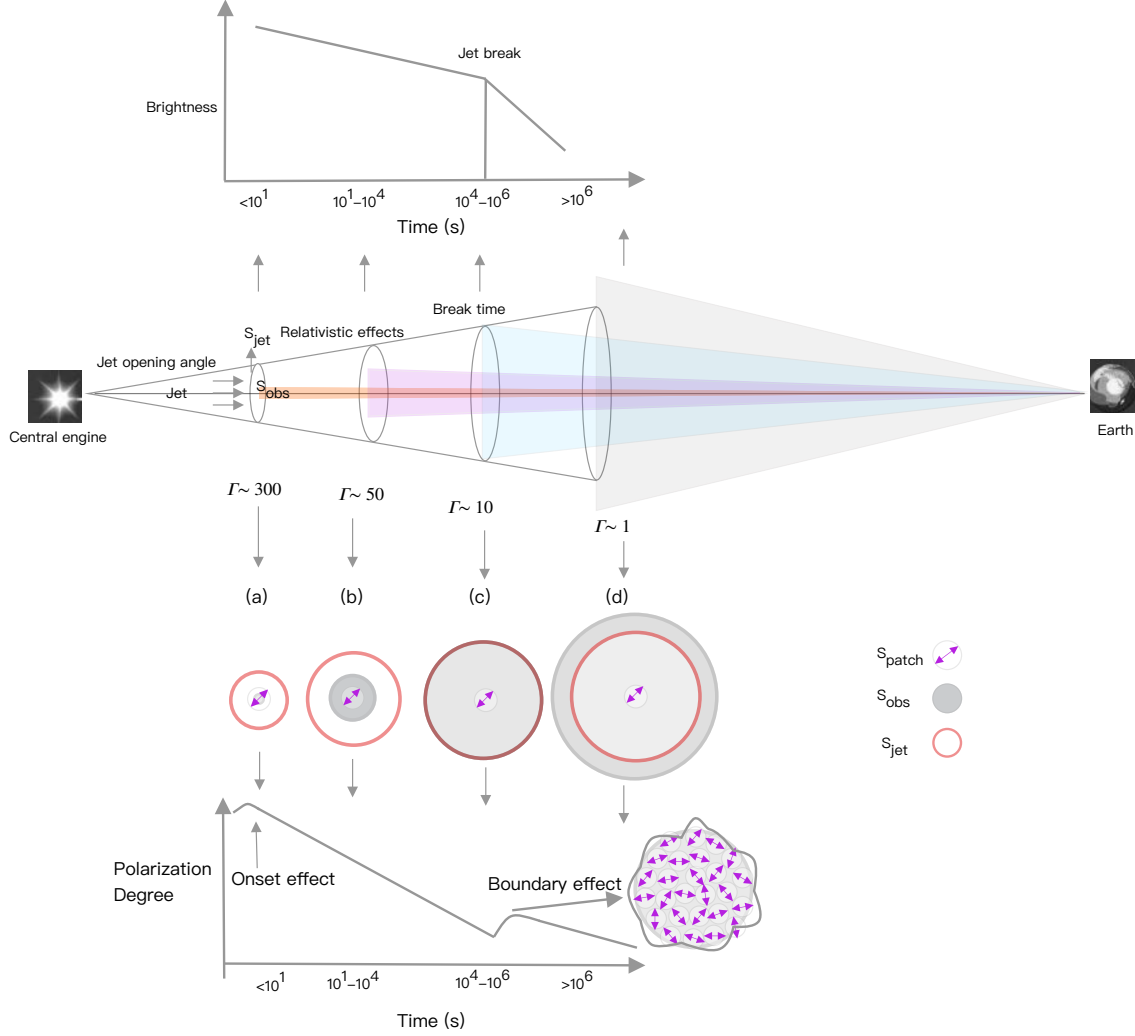 Jet break
Brightness
<10^1
10^1–10^4
10^4–10^6
>10^6
Time (s)
Break time
S_jet
Relativistic effects
Jet opening angle
Jet
S_obs
Central engine
Earth
Γ~ 300
Γ~ 50
Γ~ 10
Γ~ 1
(a)
(b)
(c)
(d)
S_patch
S_obs
S_jet
Polarization
Degree
Onset effect
Boundary effect
<10^1
10^1–10^4
10^4–10^6
>10^6
Time (s)